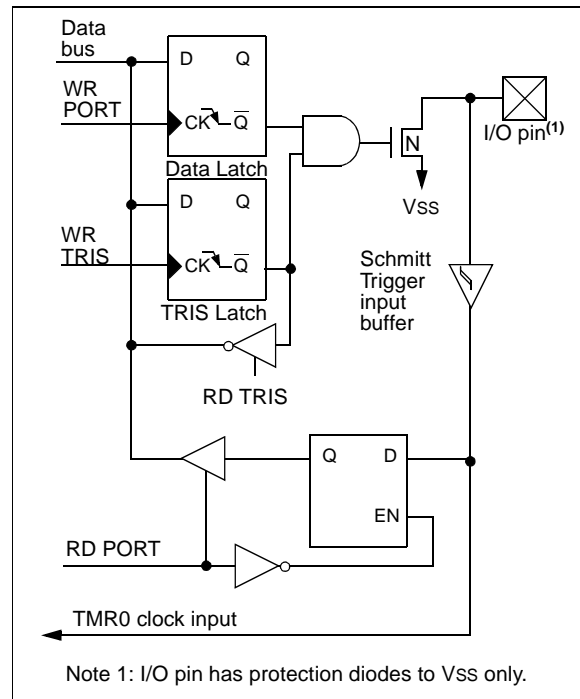 Data
bus
D Q
WR
PORT
CK Q
I/O pin(1)
N
Data Latch
VSS
D Q
WR
TRIS
CK Q
Schmitt
Trigger
input
buffer
TRIS Latch
RD TRIS
Q D
EN
RD PORT
TMR0 clock input
Note 1: I/O pin has protection diodes to VSS only.